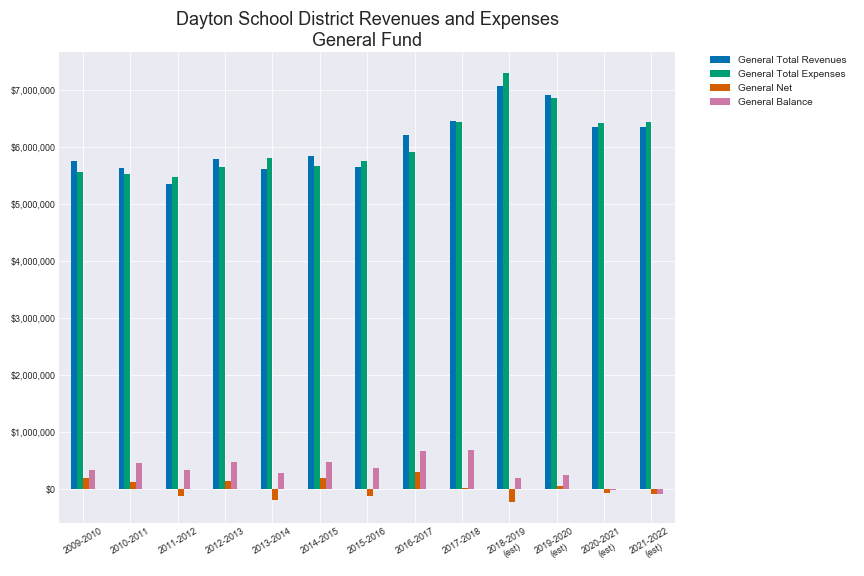 Dayton School District Revenues and Expenses
General Fund
General Total Revenues
General Total Expenses
General Net
General Balance
$7,000,000
$6,000,000
$5,000,000
$4,000,000
$3,000,000
$2,000,000
$1,000,000
$0
2009-2010
2010-2011
2011-2012
2012-2013
2013-2014
2014-2015
2015-2016
2016-2017
2017-2018
2018-2019
(est)
2019-2020
(est)
2020-2021
(est)
2021-2022
(est)